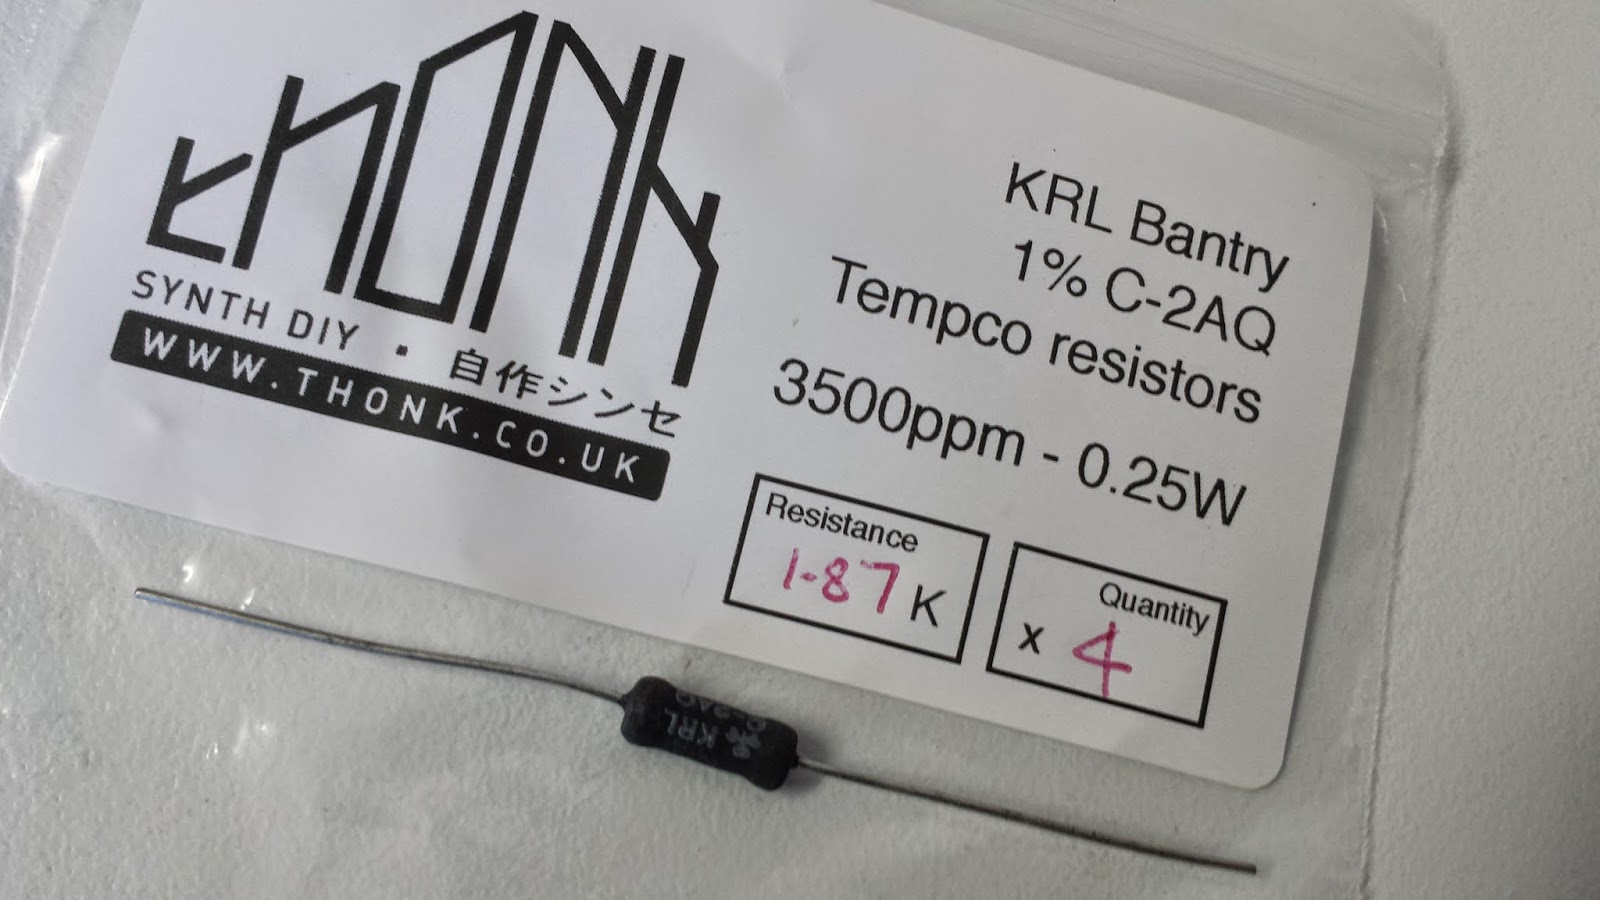 thonk
SYNTH DIY · 自作シンセ
WWW.THONK.CO.UK
KRL Bantry
1% C-2AQ
Tempco resistors
3500ppm - 0.25W
Resistance
1.87 K
Quantity
x 4
KRL